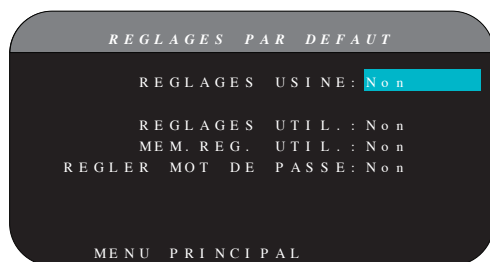 REGLAGES PAR DEFAUT
REGLAGES USINE: Non
REGLAGES UTIL.: Non
MEM.REG. UTIL.: Non
REGLER MOT DE PASSE: Non
MENU PRINCIPAL